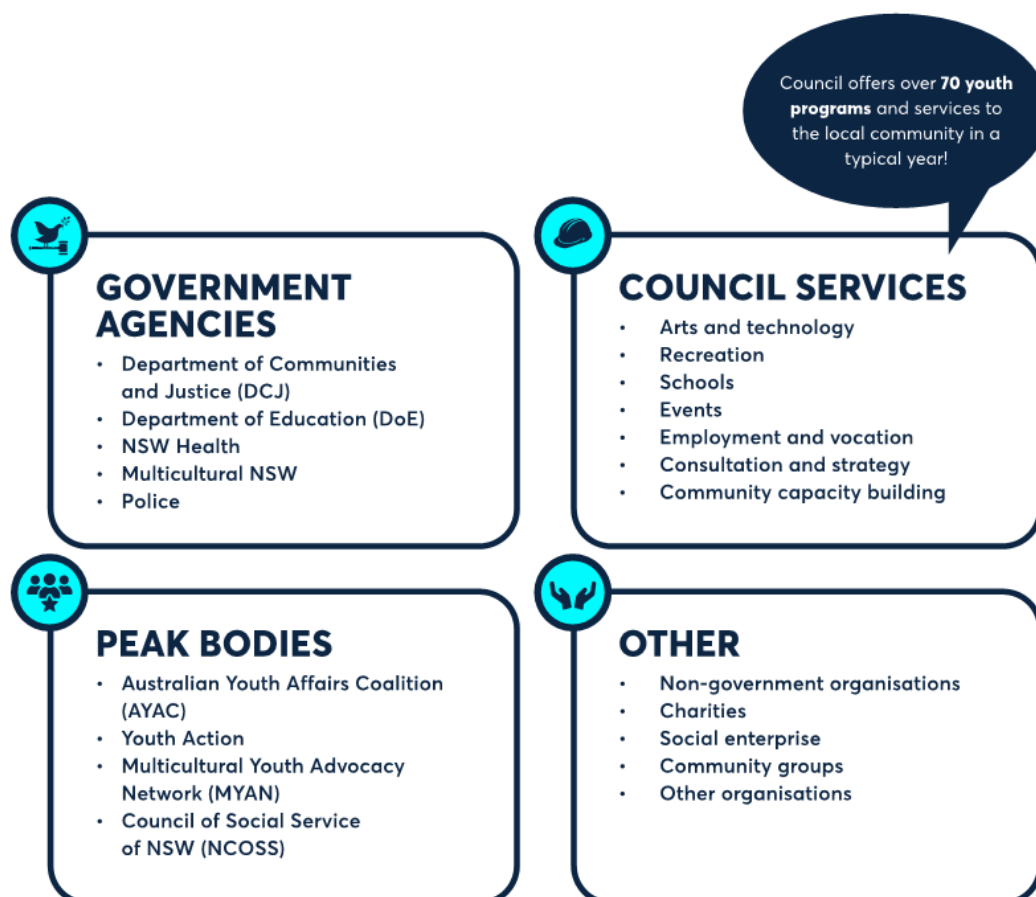 Council offers over 70 youth
programs and services to
the local community in a
typical year!
GOVERNMENT
AGENCIES
• Department of Communities
and Justice (DCJ)
• Department of Education (DoE)
• NSW Health
• Multicultural NSW
• Police
COUNCIL SERVICES
• Arts and technology
• Recreation
• Schools
• Events
• Employment and vocation
• Consultation and strategy
• Community capacity building
PEAK BODIES
• Australian Youth Affairs Coalition
(AYAC)
• Youth Action
• Multicultural Youth Advocacy
Network (MYAN)
• Council of Social Service
of NSW (NCOSS)
OTHER
• Non-government organisations
• Charities
• Social enterprise
• Community groups
• Other organisations